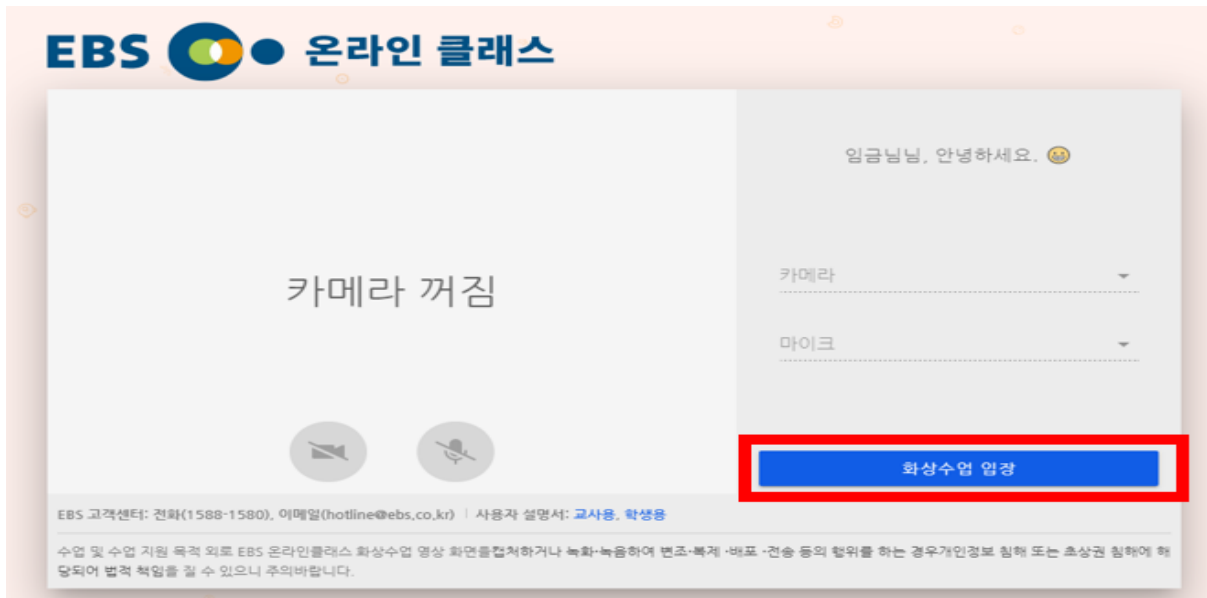 EBS 온라인 클래스
임금님님, 안녕하세요.
카메라 꺼짐
카메라
마이크
화상수업 입장
EBS 고객센터: 전화(1588-1580), 이메일(hotline@ebs.co.kr) | 사용자 설명서: 교사용, 학생용
수업 및 수업 지원 목적 외로 EBS 온라인클래스 화상수업 영상 화면을캡처하거나 녹화·녹음하여 변조·복제 ·배포 ·전송 등의 행위를 하는 경우개인정보 침해 또는 초상권 침해에 해
당되어 법적 책임을 질 수 있으니 주의바랍니다.